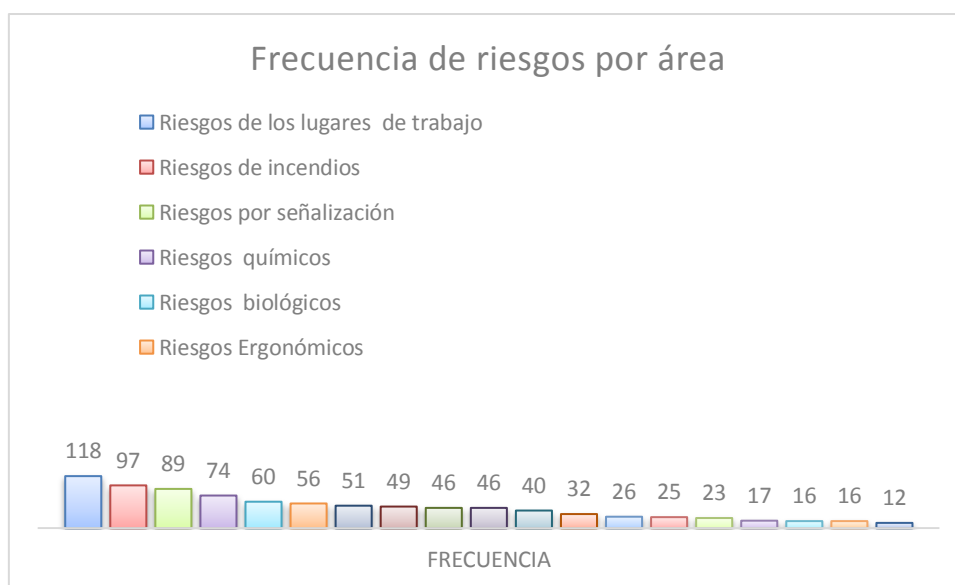 Frecuencia de riesgos por área
Riesgos de los lugares  de trabajo
Riesgos de incendios
Riesgos por señalización
Riesgos  químicos
Riesgos  biológicos
Riesgos Ergonómicos
118 97 89 74 60 56 51 49 46 46 40 32 26 25 23 17 16 16 12
FRECUENCIA